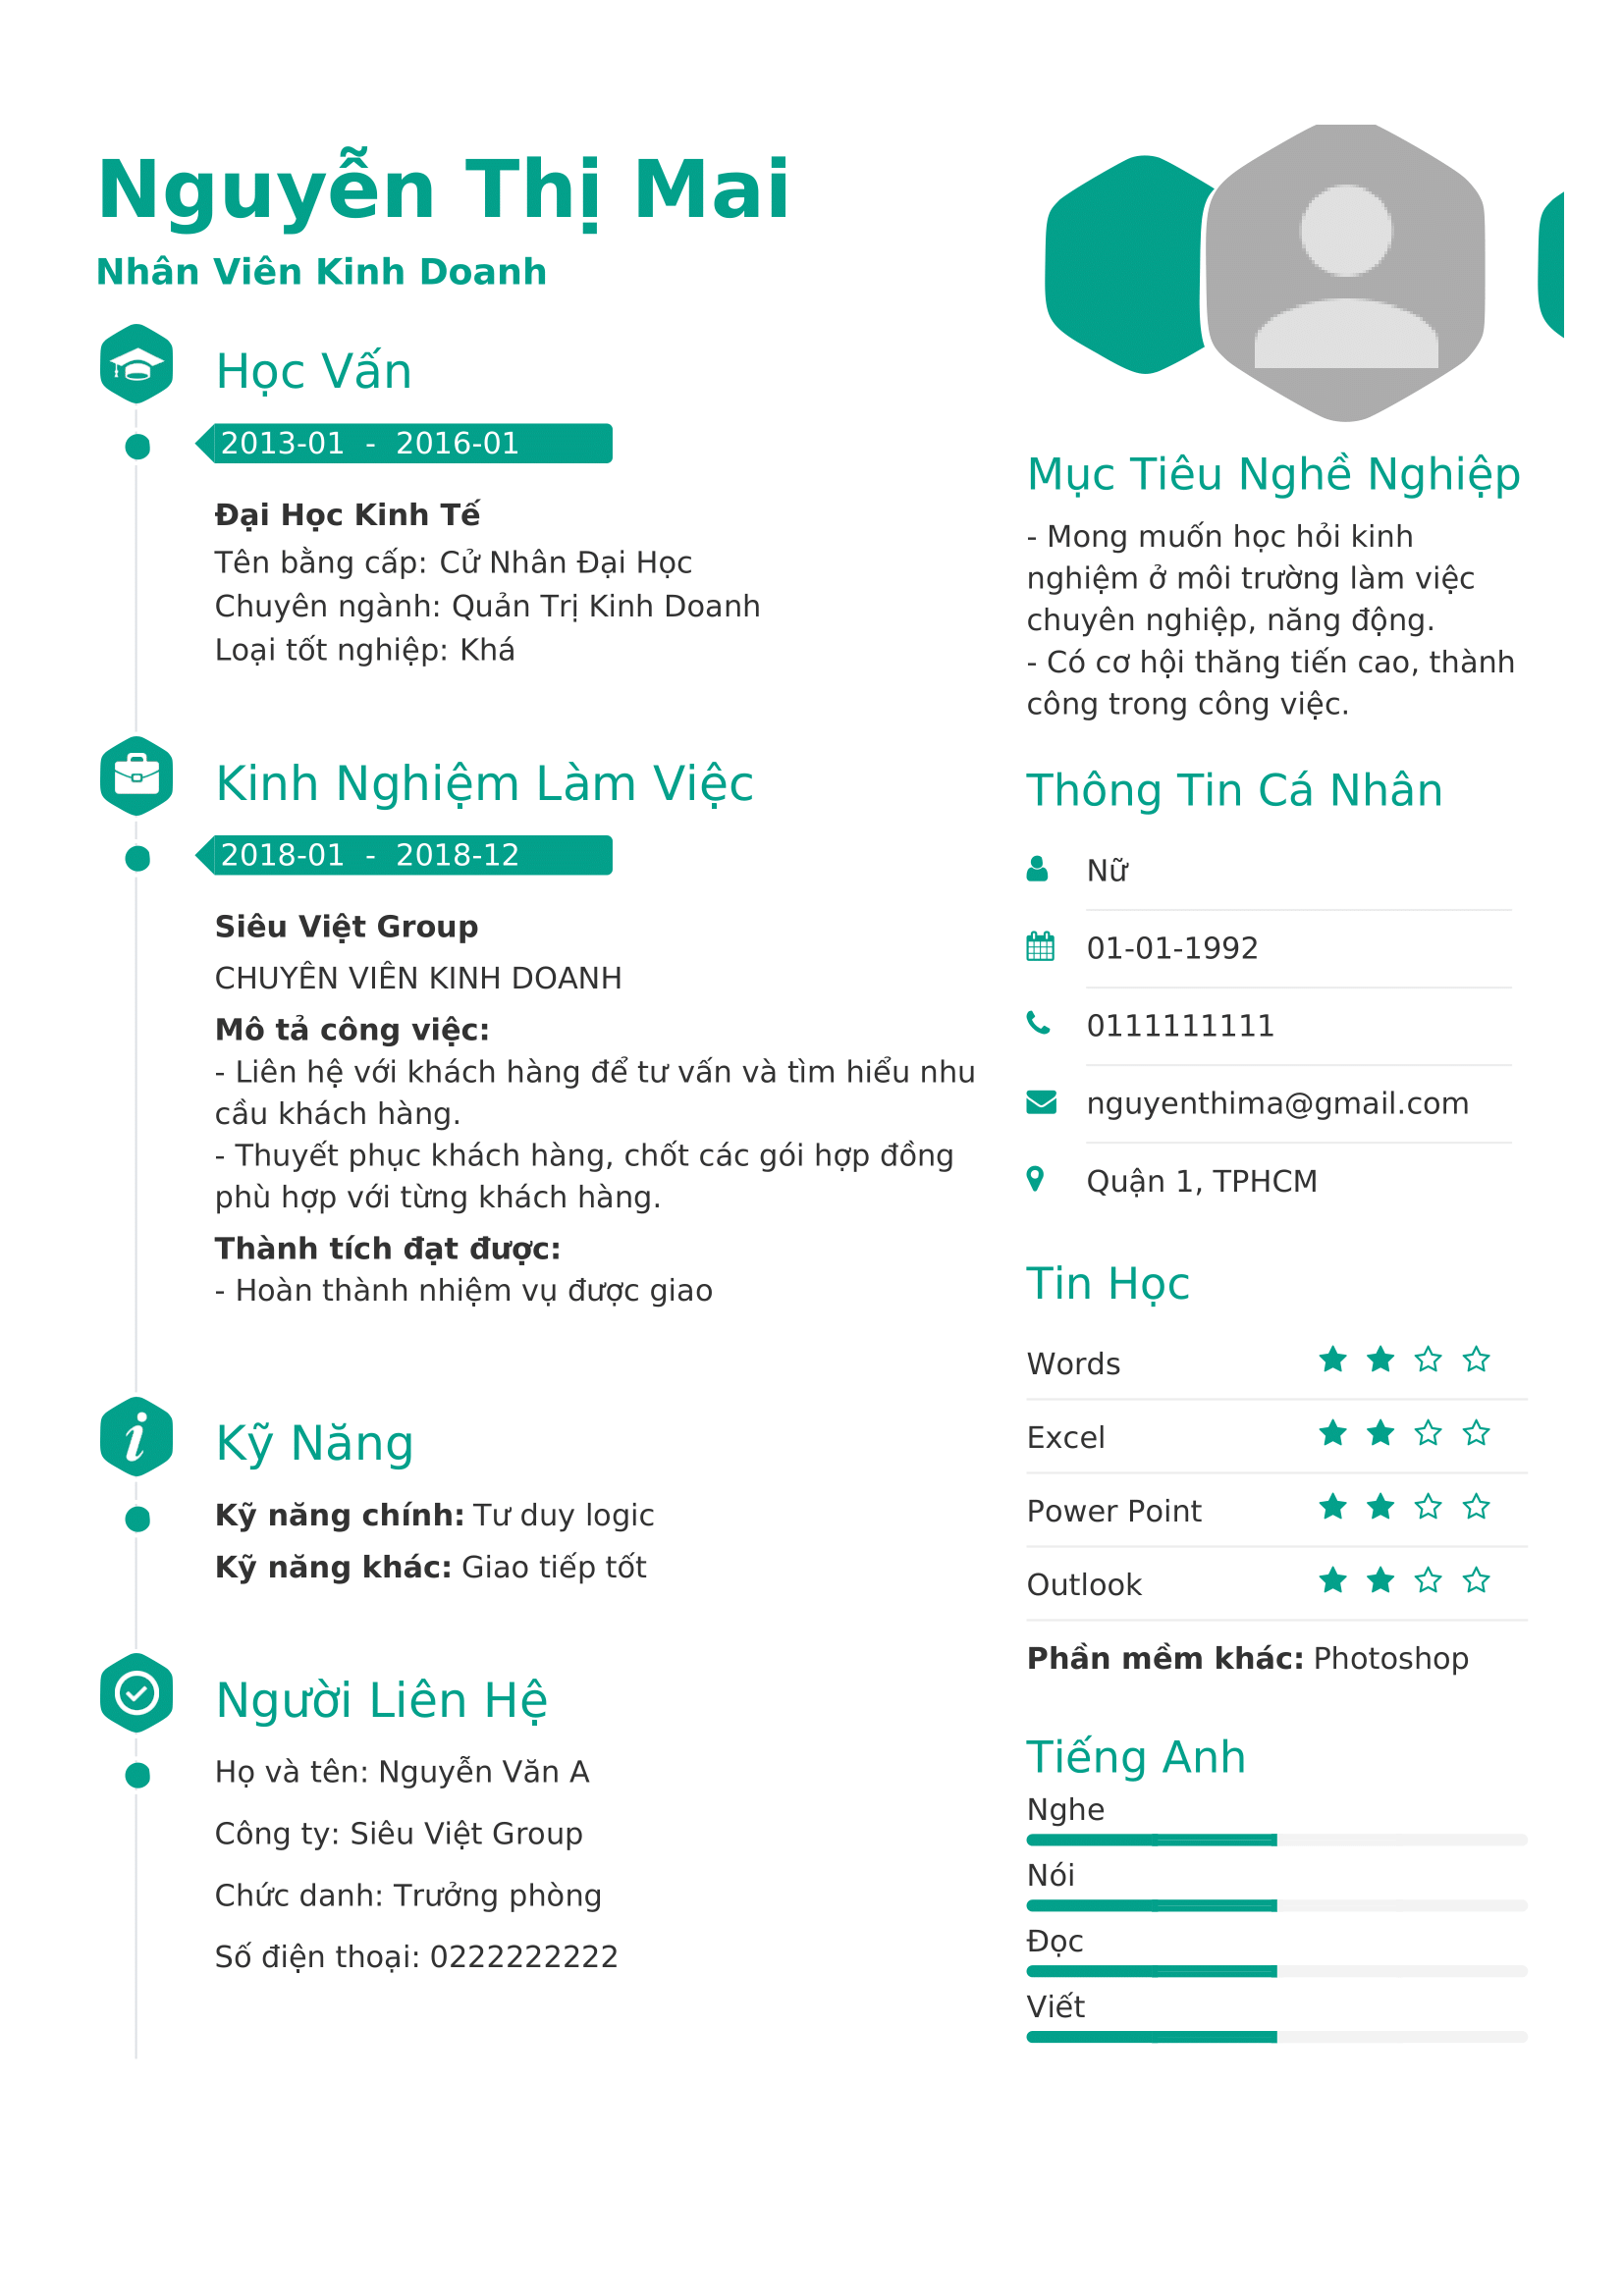 Nguyễn Thị Mai
Nhân Viên Kinh Doanh
Học Vấn
2013-01 - 2016-01
Đại Học Kinh Tế
Tên bằng cấp: Cử Nhân Đại Học
Chuyên ngành: Quản Trị Kinh Doanh
Loại tốt nghiệp: Khá
Kinh Nghiệm Làm Việc
2018-01 - 2018-12
Siêu Việt Group
CHUYÊN VIÊN KINH DOANH
Mô tả công việc:
- Liên hệ với khách hàng để tư vấn và tìm hiểu nhu
cầu khách hàng.
- Thuyết phục khách hàng, chốt các gói hợp đồng
phù hợp với từng khách hàng.
Thành tích đạt được:
- Hoàn thành nhiệm vụ được giao
Kỹ Năng
Kỹ năng chính: Tư duy logic
Kỹ năng khác: Giao tiếp tốt
Người Liên Hệ
Họ và tên: Nguyễn Văn A
Công ty: Siêu Việt Group
Chức danh: Trưởng phòng
Số điện thoại: 0222222222
Mục Tiêu Nghề Nghiệp
- Mong muốn học hỏi kinh
nghiệm ở môi trường làm việc
chuyên nghiệp, năng động.
- Có cơ hội thăng tiến cao, thành
công trong công việc.
Thông Tin Cá Nhân
Nữ
01-01-1992
0111111111
nguyenthima@gmail.com
Quận 1, TPHCM
Tin Học
Words
Excel
Power Point
Outlook
Phần mềm khác: Photoshop
Tiếng Anh
Nghe
Nói
Đọc
Viết